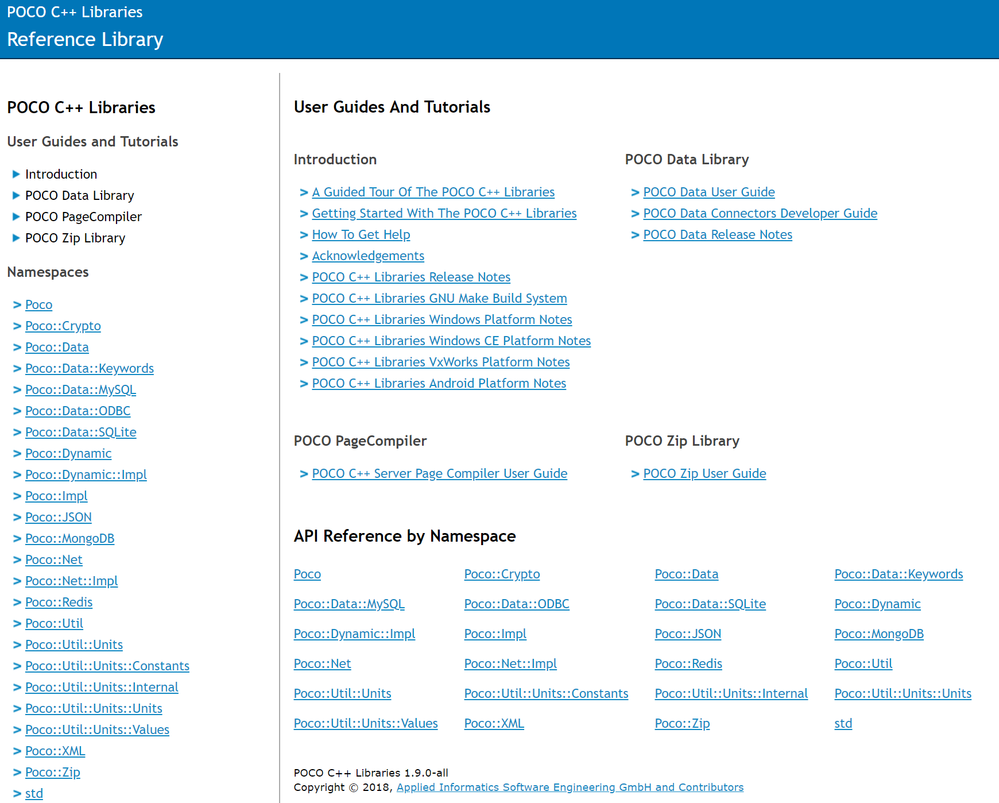 POCO C++ Libraries
Reference Library
POCO C++ Libraries
User Guides and Tutorials
Introduction
POCO Data Library
POCO PageCompiler
POCO Zip Library
Namespaces
> Poco
> Poco::Crypto
> Poco::Data
> Poco::Data::Keywords
> Poco::Data::MySQL
> Poco::Data::ODBC
> Poco::Data::SQLite
> Poco::Dynamic
> Poco::Dynamic::Impl
> Poco::Impl
> Poco::JSON
> Poco::MongoDB
> Poco::Net
> Poco::Net::Impl
> Poco::Redis
> Poco::Util
> Poco::Util::Units
> Poco::Util::Units::Constants
> Poco::Util::Units::Internal
> Poco::Util::Units::Units
> Poco::Util::Units::Values
> Poco::XML
> Poco::Zip
> std
User Guides And Tutorials
Introduction
> A Guided Tour Of The POCO C++ Libraries
> Getting Started With The POCO C++ Libraries
> How To Get Help
> Acknowledgements
> POCO C++ Libraries Release Notes
> POCO C++ Libraries GNU Make Build System
> POCO C++ Libraries Windows Platform Notes
> POCO C++ Libraries Windows CE Platform Notes
> POCO C++ Libraries VxWorks Platform Notes
> POCO C++ Libraries Android Platform Notes
POCO Data Library
> POCO Data User Guide
> POCO Data Connectors Developer Guide
> POCO Data Release Notes
POCO PageCompiler
> POCO C++ Server Page Compiler User Guide
POCO Zip Library
> POCO Zip User Guide
API Reference by Namespace
Poco Poco::Crypto Poco::Data Poco::Data::Keywords
Poco::Data::MySQL Poco::Data::ODBC Poco::Data::SQLite Poco::Dynamic
Poco::Dynamic::Impl Poco::Impl Poco::JSON Poco::MongoDB
Poco::Net Poco::Net::Impl Poco::Redis Poco::Util
Poco::Util::Units Poco::Util::Units::Constants Poco::Util::Units::Internal Poco::Util::Units::Units
Poco::Util::Units::Values Poco::XML Poco::Zip std
POCO C++ Libraries 1.9.0-all
Copyright © 2018, Applied Informatics Software Engineering GmbH and Contributors